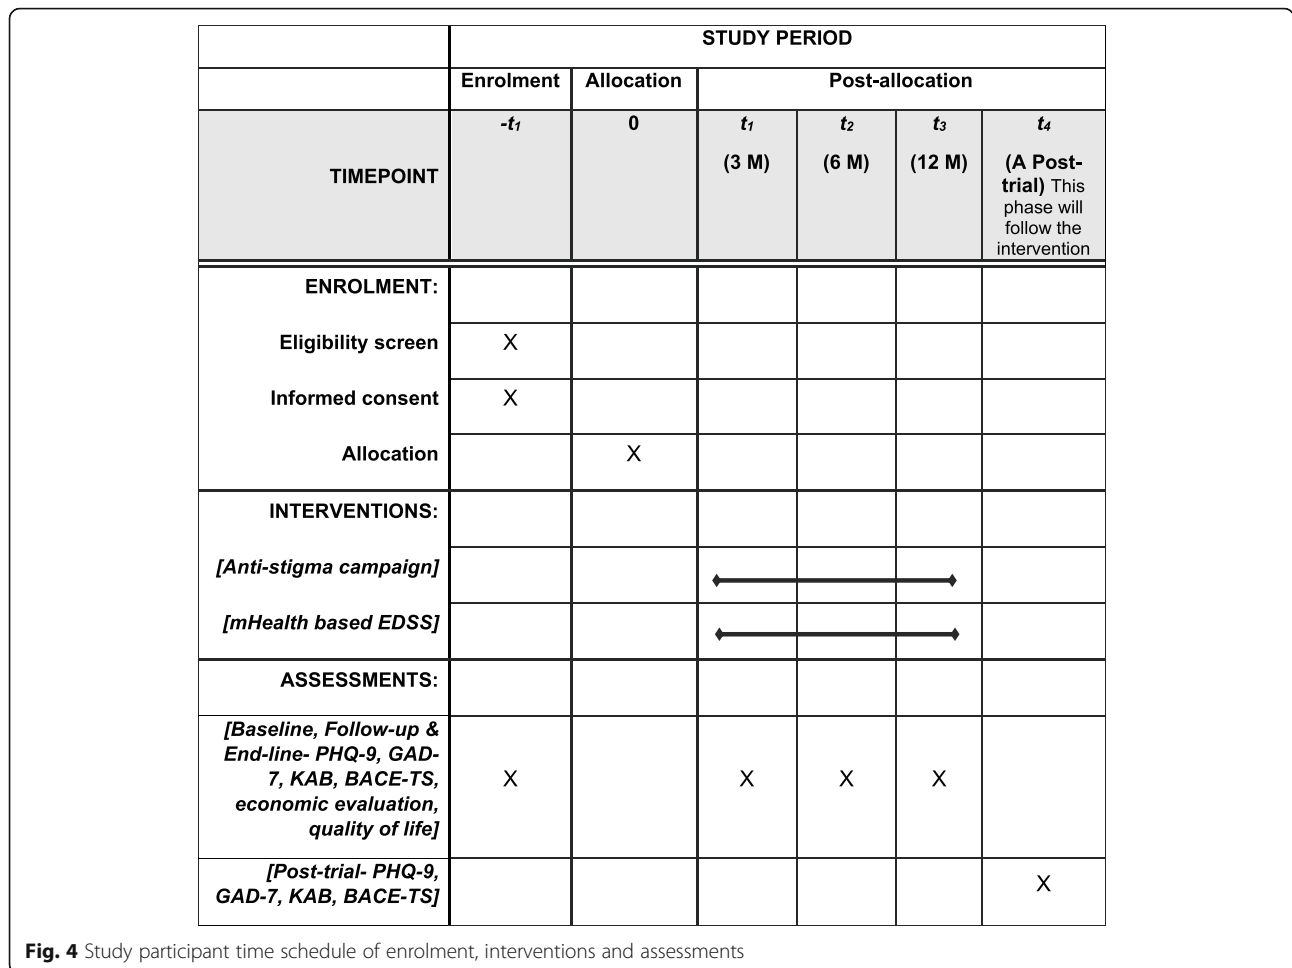 STUDY PERIOD
Enrolment Allocation Post-allocation
TIMEPOINT
-t1 0 t1 t2 t3 t4
(3 M) (6 M) (12 M) (A Post-
trial) This
phase will
follow the
intervention
ENROLMENT:
Eligibility screen X
Informed consent X
Allocation X
INTERVENTIONS:
[Anti-stigma campaign]
[mHealth based EDSS]
ASSESSMENTS:
[Baseline, Follow-up &
End-line- PHQ-9, GAD-
7, KAB, BACE-TS, X X X X
economic evaluation,
quality of life]
[Post-trial- PHQ-9,
GAD-7, KAB, BACE-TS] X
Fig. 4 Study participant time schedule of enrolment, interventions and assessments